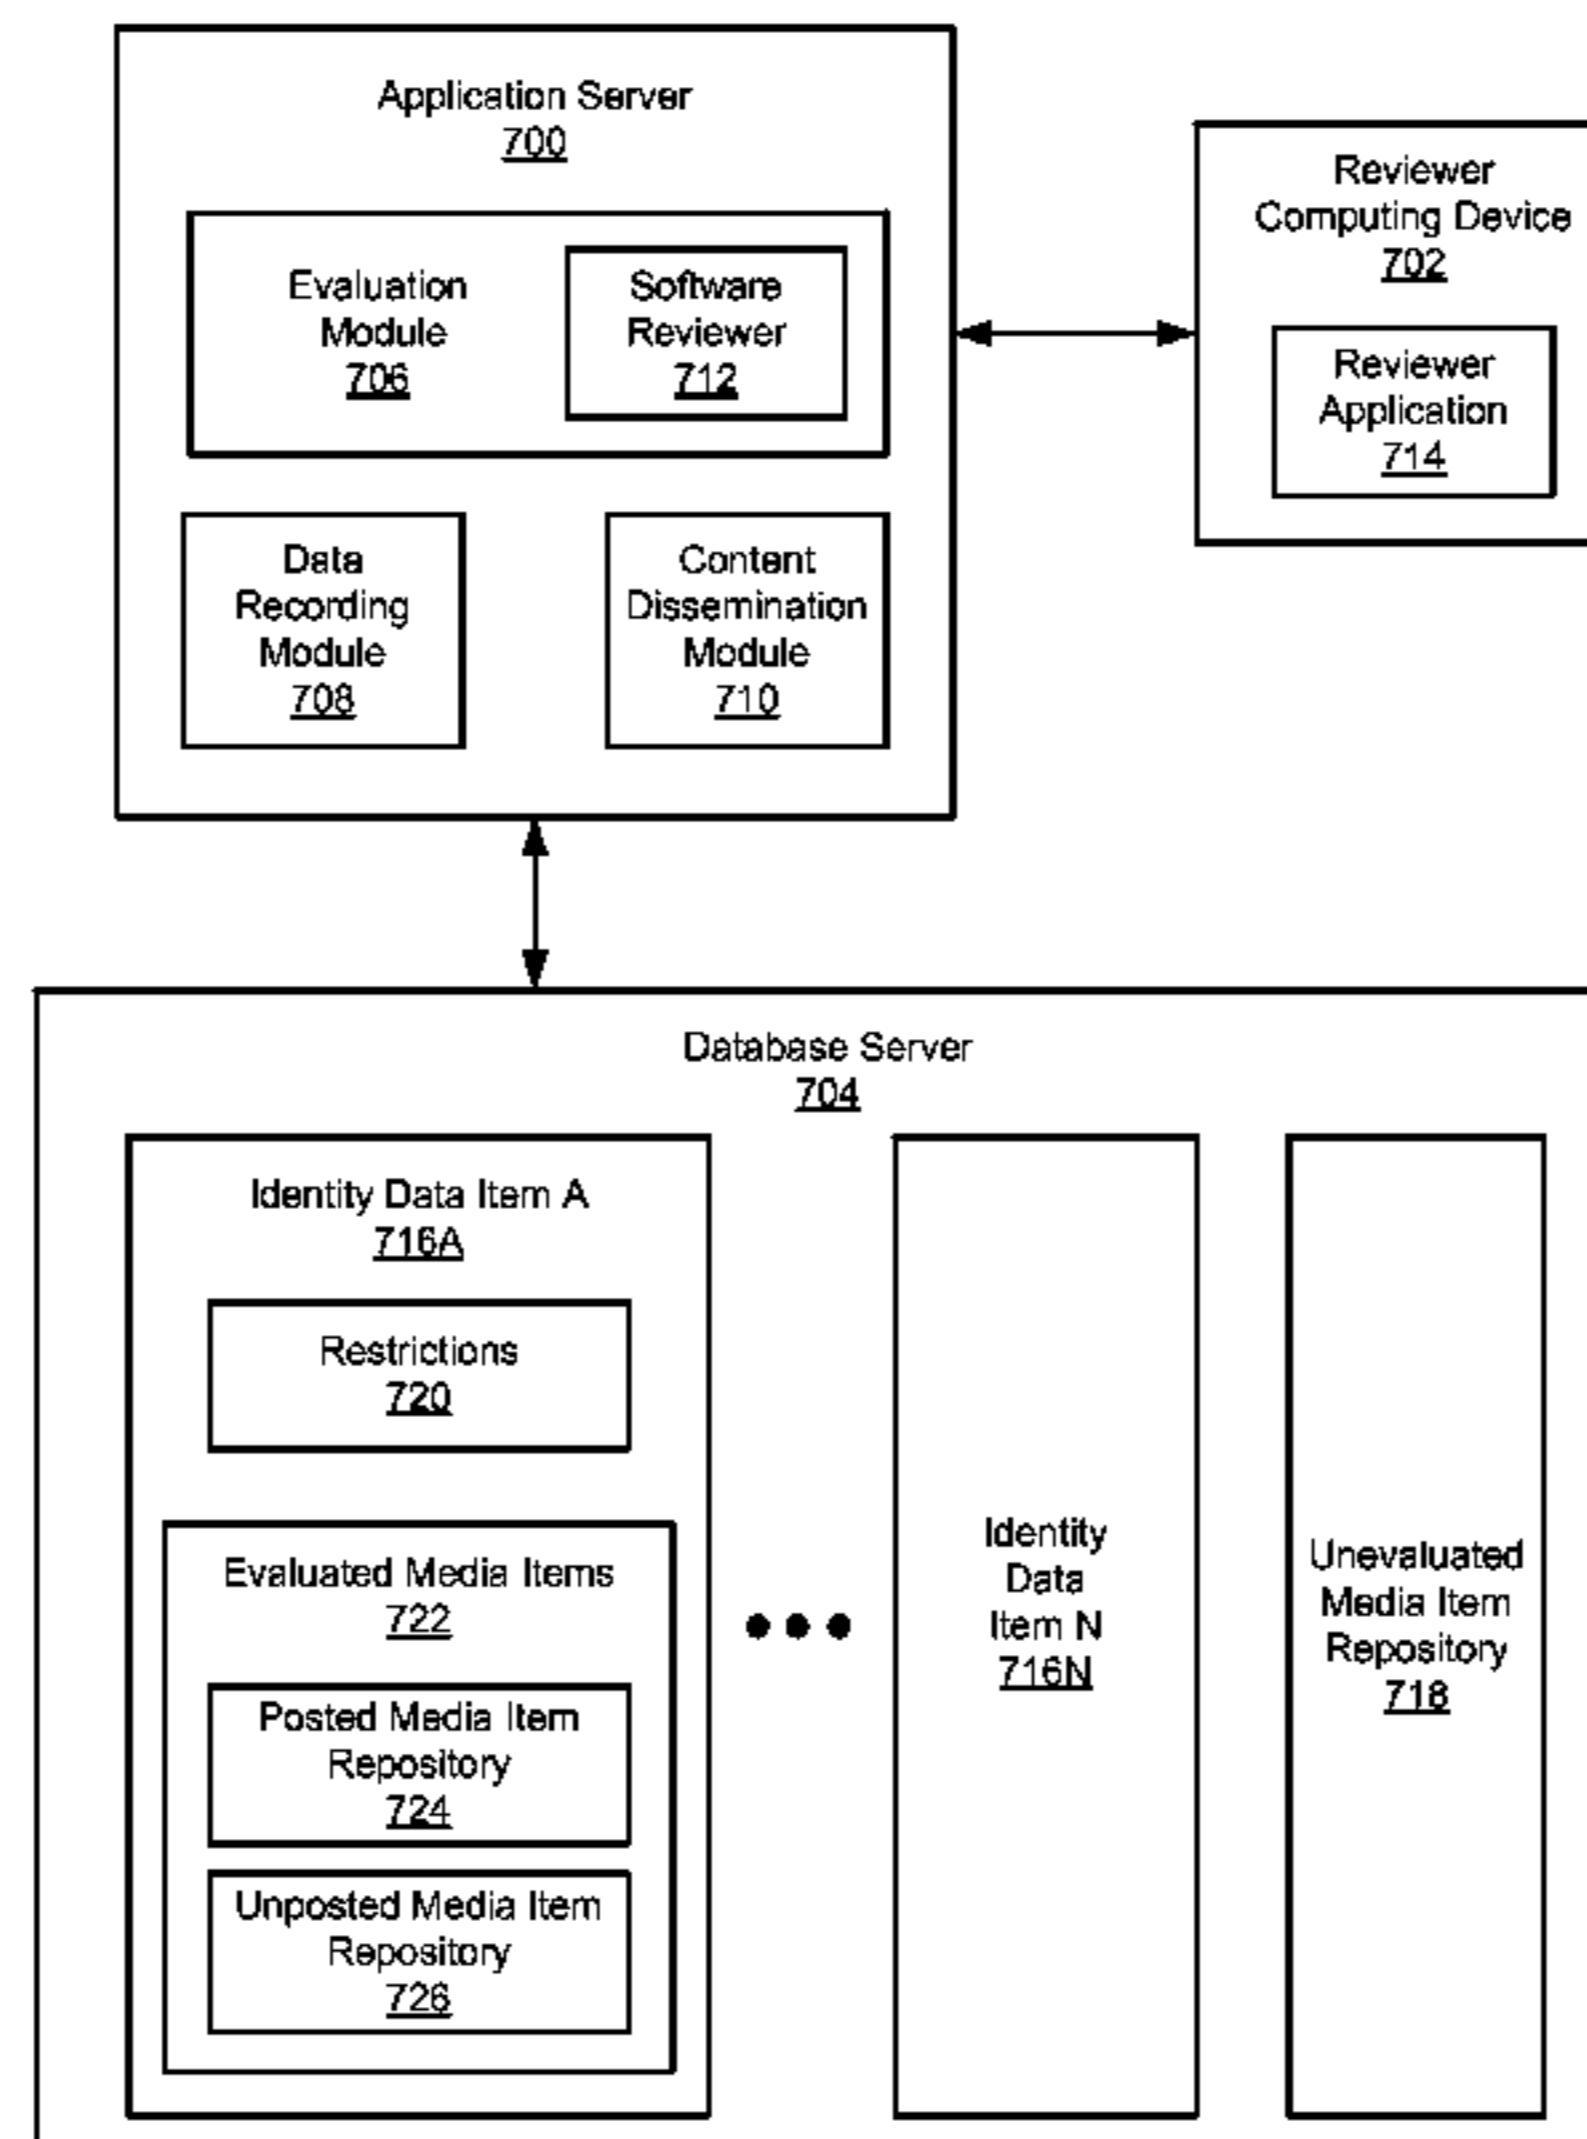 Application Server
700
Evaluation
Module
706
Software
Reviewer
712
Data
Recording
Module
708
Content
Dissemination
Module
710
Reviewer
Computing Device
702
Reviewer
Application
714
Database Server
704
Identity Data Item A
716A
Restrictions
720
Evaluated Media Items
722
Posted Media Item
Repository
724
Unposted Media Item
Repository
726
Identity
Data
Item N
716N
Unevaluated
Media Item
Repository
718